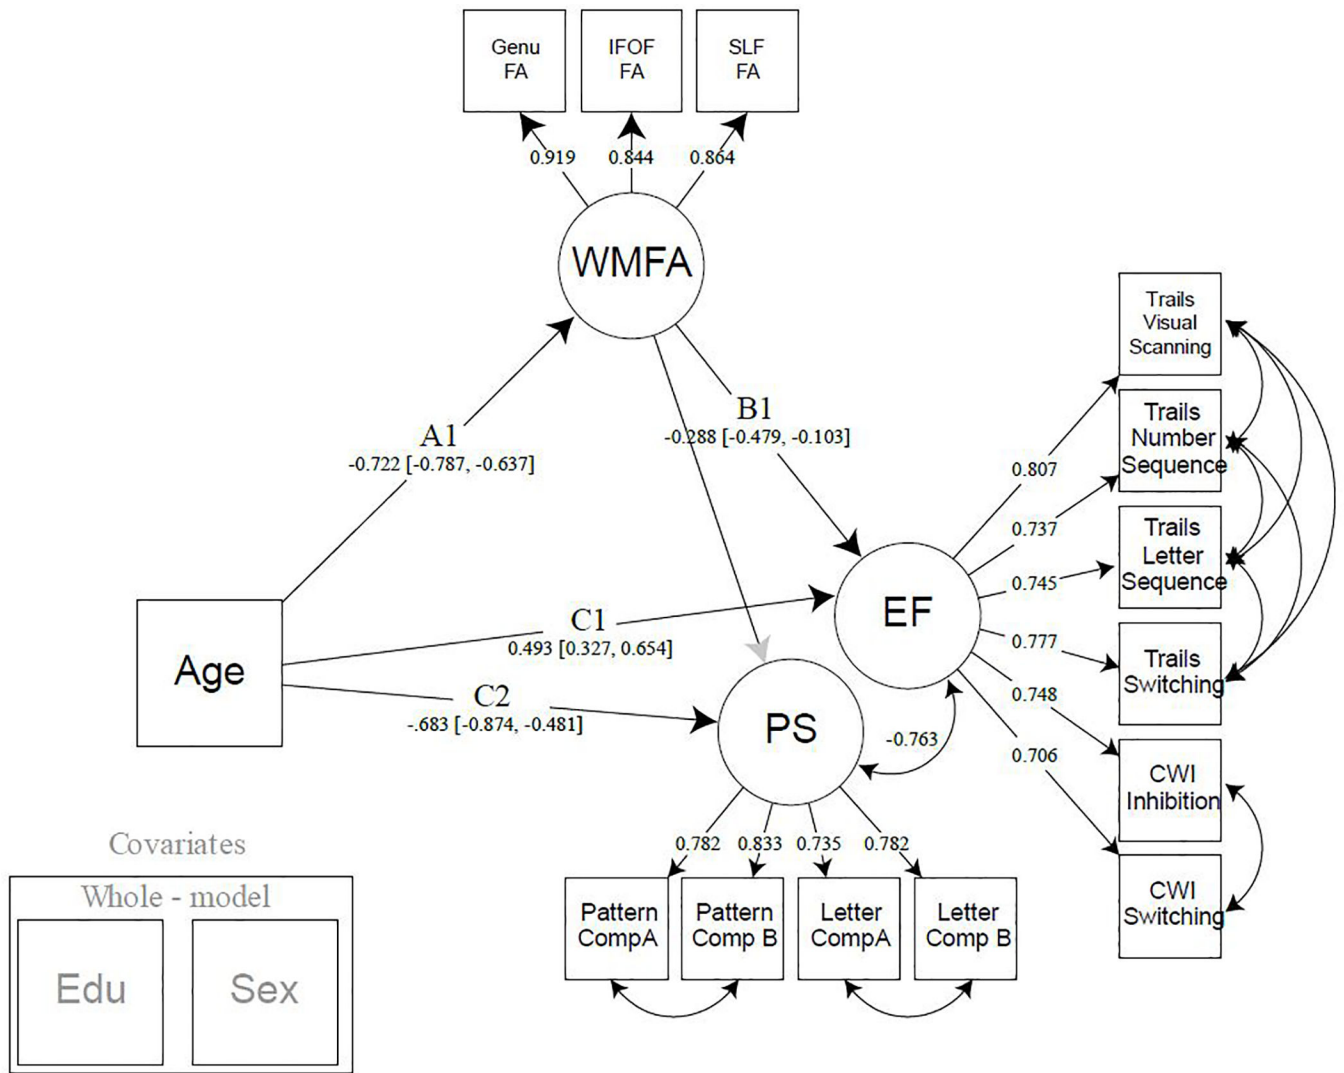 Genu
FA
IFOF
FA
SLF
FA
0.919
0.844
0.864
WMFA
A1
-0.722 [-0.787, -0.637]
B1
-0.288 [-0.479, -0.103]
Trails
Visual
Scanning
Trails
Number
Sequence
Trails
Letter
Sequence
Trails
Switching
CWI
Inhibition
CWI
Switching
0.807
0.737
0.745
0.777
0.748
0.706
EF
Age
C1
0.493 [0.327, 0.654]
C2
-.683 [-0.874, -0.481]
PS
-0.763
0.782
0.833
0.735
0.782
Pattern
CompA
Pattern
Comp B
Letter
CompA
Letter
Comp B
Covariates
Whole - model
Edu
Sex